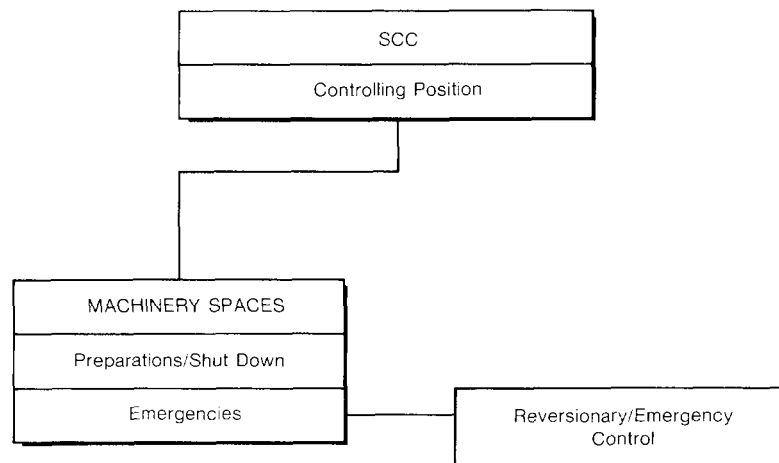 SCC
Controlling Position
MACHINERY SPACES
Preparations/Shut Down
Emergencies
Reversionary/Emergency
Control